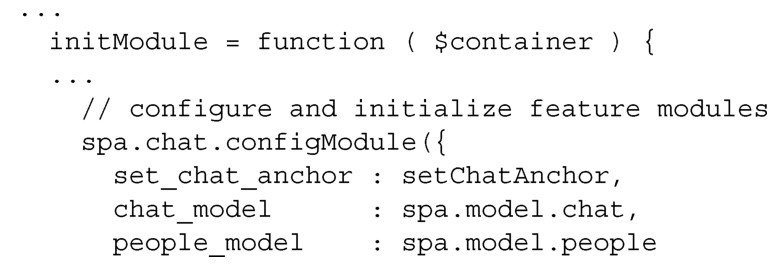 ...
initModule = function ( $container ) {
...
// configure and initialize feature modules
spa.chat.configModule({
set_chat_anchor : setChatAnchor,
chat_model : spa.model.chat,
people_model : spa.model.people